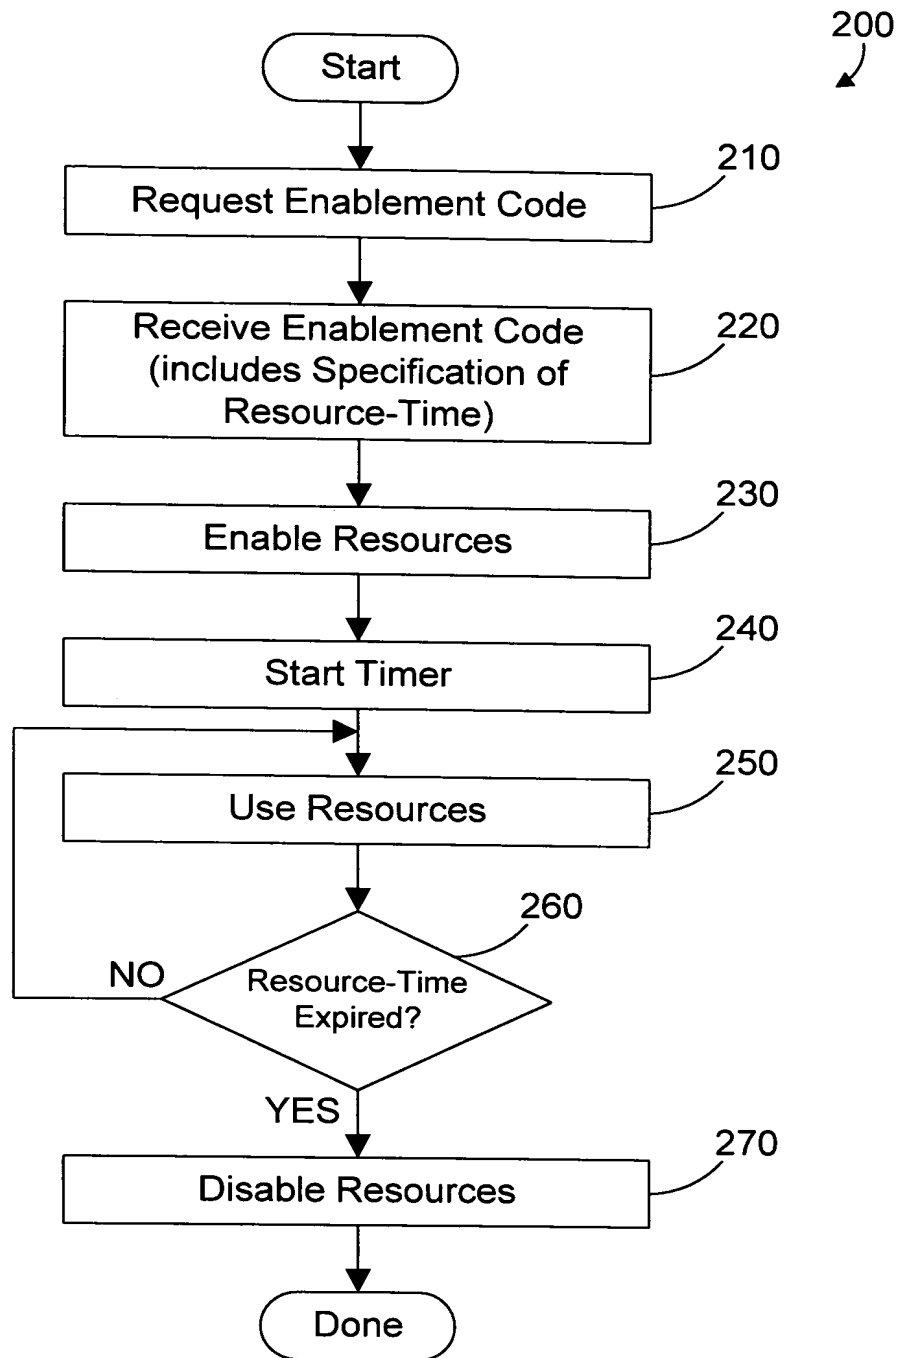 200
Start
210
Request Enablement Code
220
Receive Enablement Code
(includes Specification of
Resource-Time)
230
Enable Resources
240
Start Timer
250
Use Resources
260
NO
Resource-Time
Expired?
YES
270
Disable Resources
Done